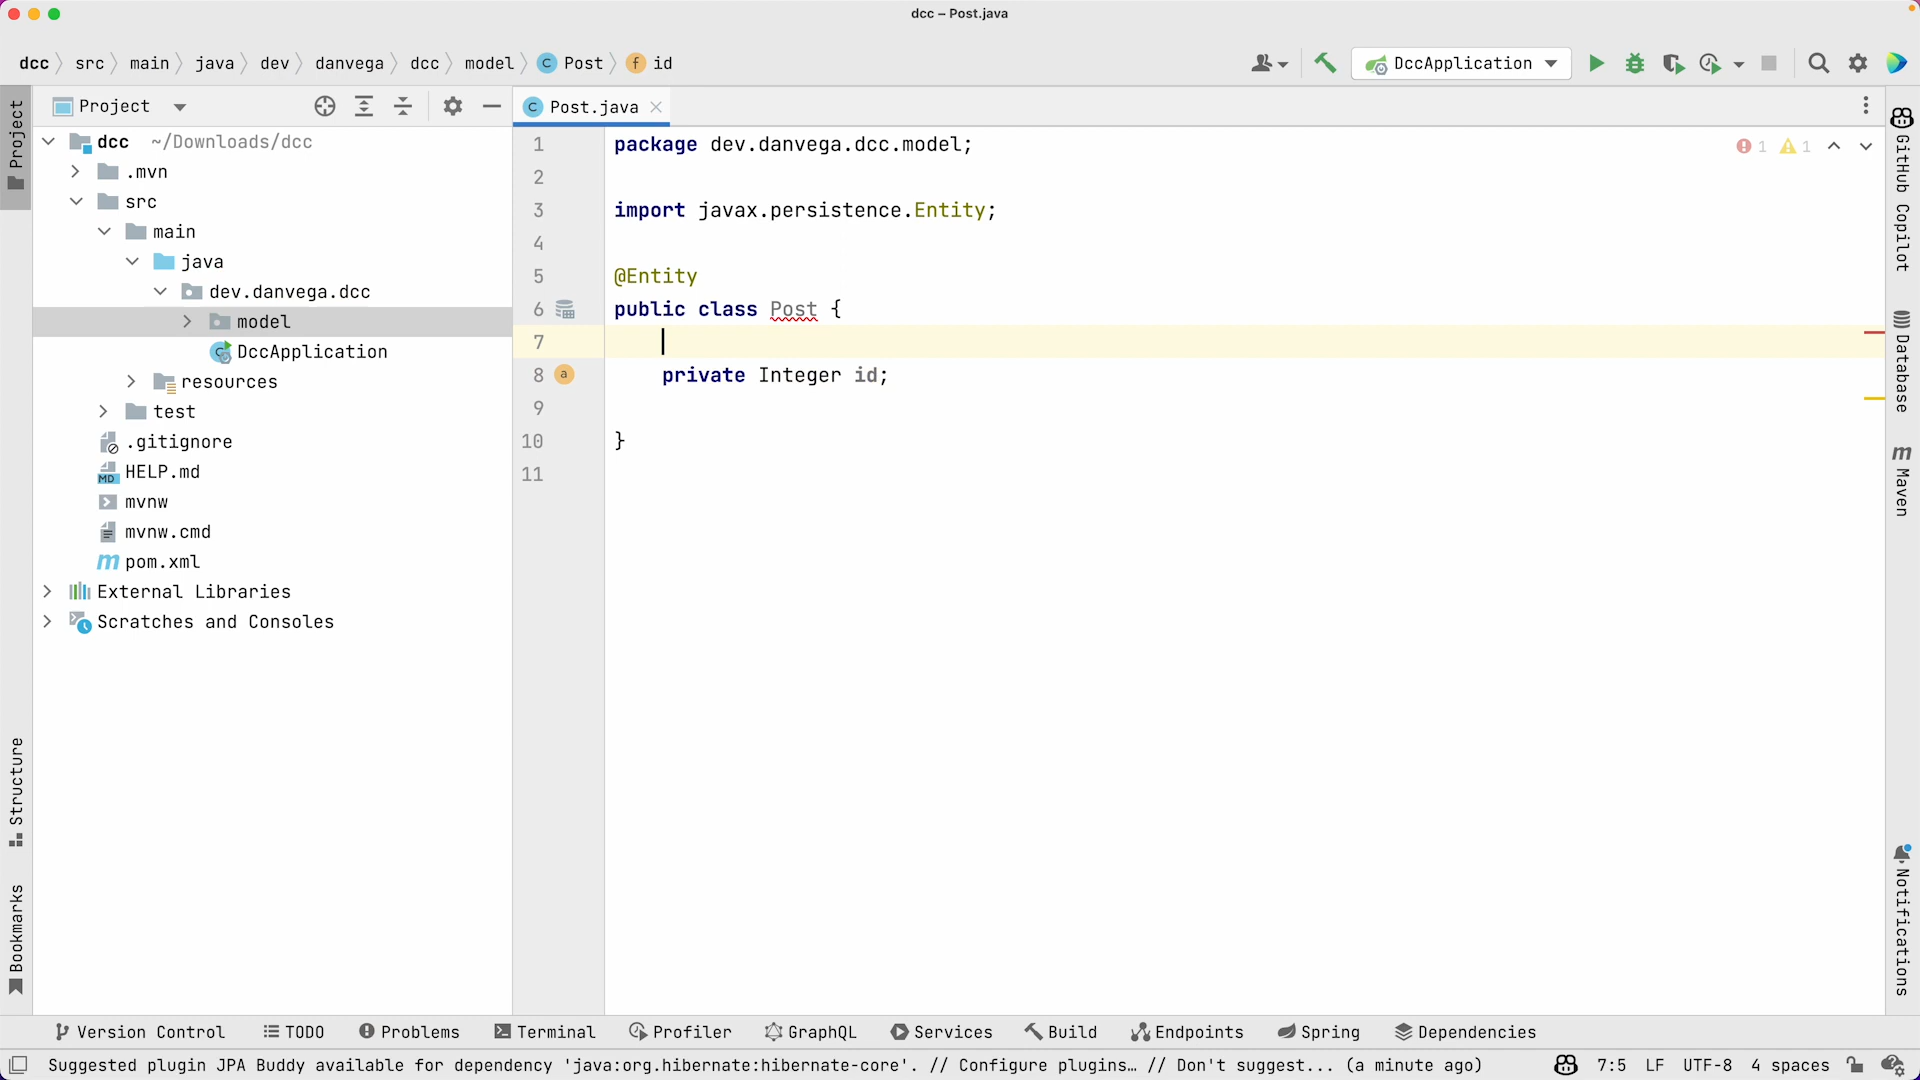 dcc – Post.java
dcc src main java dev danvega dcc model C Post f id
DccApplication
Project
C Post.java
Project
dcc ~/Downloads/dcc
.mvn
src
main
java
dev.danvega.dcc
model
DccApplication
resources
test
.gitignore
HELP.md
mvnw
mvnw.cmd
pom.xml
External Libraries
Scratches and Consoles
1 package dev.danvega.dcc.model;
2
3 import javax.persistence.Entity;
4
5 @Entity
6 public class Post {
7
8 a private Integer id;
9
10 }
11
1 1
GitHub Copilot
Database
m Maven
Notifications
Structure
Bookmarks
Version Control TODO Problems Terminal Profiler GraphQL Services Build Endpoints Spring Dependencies
Suggested plugin JPA Buddy available for dependency 'java:org.hibernate:hibernate-core'. // Configure plugins… // Don't suggest... (a minute ago) 7:5 LF UTF-8 4 spaces